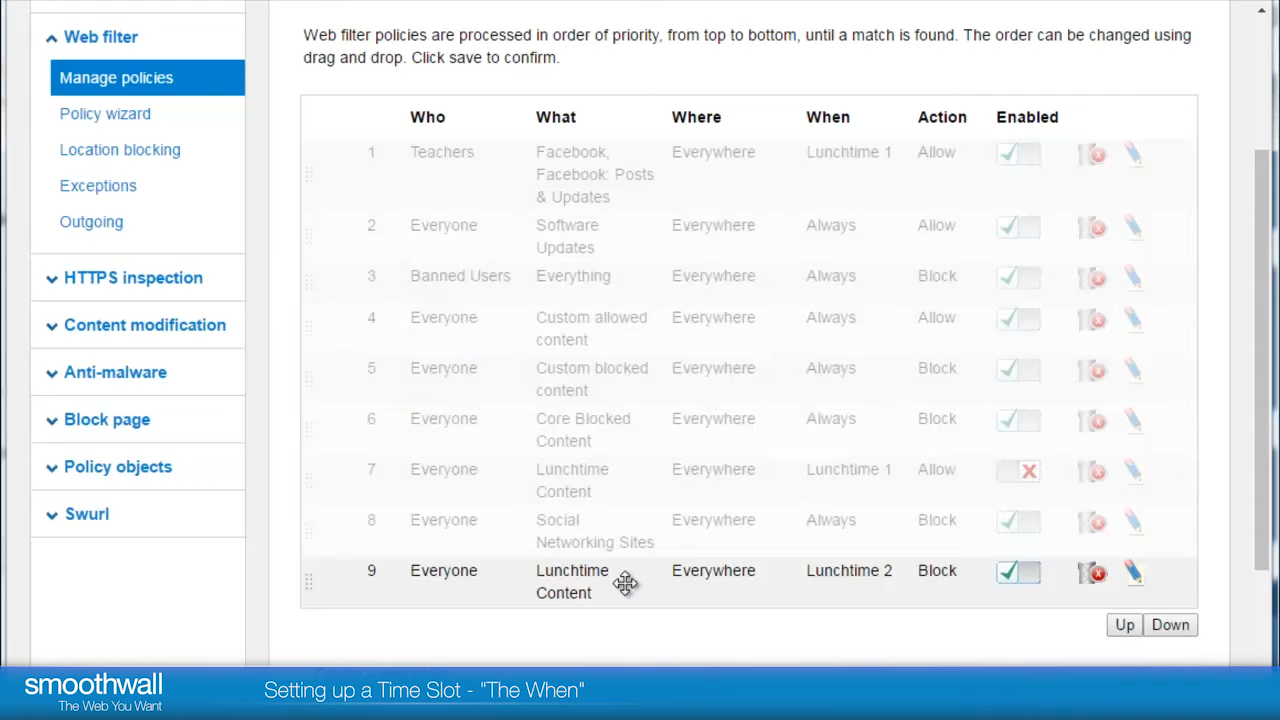 Web filter
Manage policies
Policy wizard
Location blocking
Exceptions
Outgoing
HTTPS inspection
Content modification
Anti-malware
Block page
Policy objects
Swurl
Web filter policies are processed in order of priority, from top to bottom, until a match is found. The order can be changed using
drag and drop. Click save to confirm.
Who What Where When Action Enabled
1 Teachers Facebook, Everywhere Lunchtime 1 Allow
Facebook: Posts
& Updates
2 Everyone Software Everywhere Always Allow
Updates
3 Banned Users Everything Everywhere Always Block
4 Everyone Custom allowed Everywhere Always Allow
content
5 Everyone Custom blocked Everywhere Always Block
content
6 Everyone Core Blocked Everywhere Always Block
Content
7 Everyone Lunchtime Everywhere Lunchtime 1 Allow
Content
8 Everyone Social Everywhere Always Block
Networking Sites
9 Everyone Lunchtime Everywhere Lunchtime 2 Block
Content
Up Down
smoothwall
The Web You Want
Setting up a Time Slot - "The When"